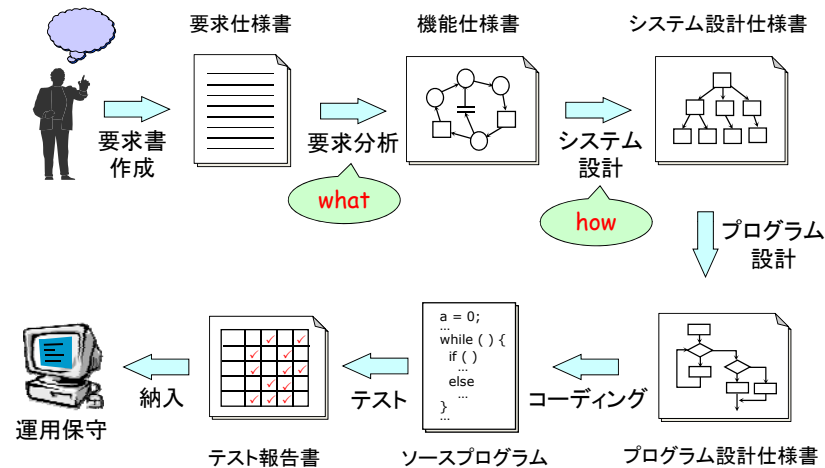 要求仕様書
機能仕様書
システム設計仕様書
要求書
作成
要求分析
システム
設計
what
how
プログラム
設計
a = 0;
...
while ( ) {
if ( )
...
else
...
}
...
納入
テスト
コーディング
運用保守
テスト報告書
ソースプログラム
プログラム設計仕様書